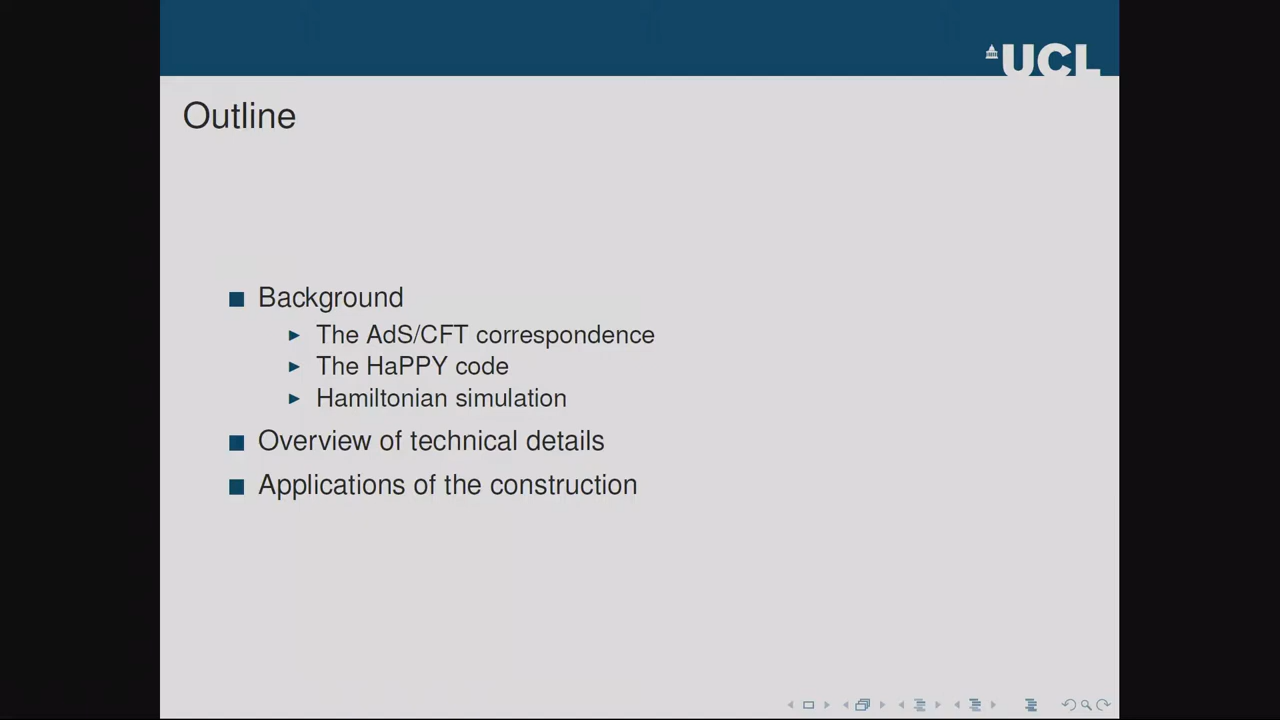 UCL
Outline
Background
The AdS/CFT correspondence
The HaPPY code
Hamiltonian simulation
Overview of technical details
Applications of the construction